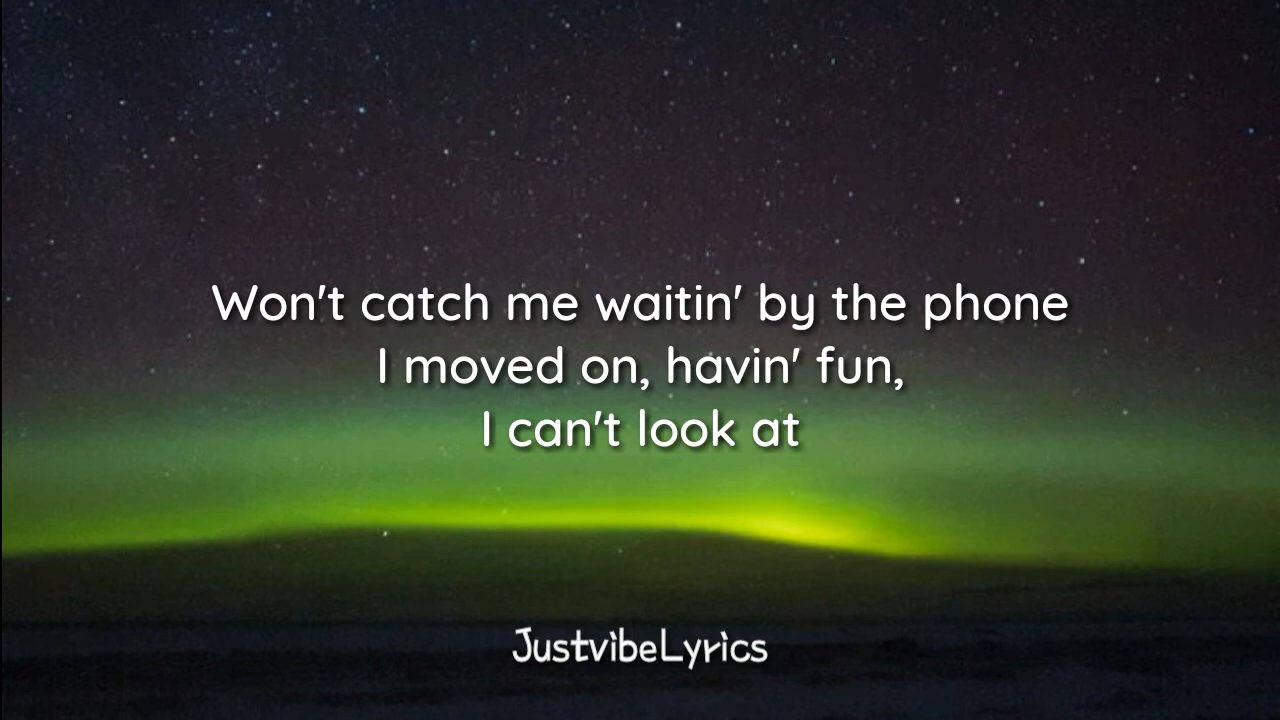 Won't catch me waitin' by the phone
I moved on, havin' fun,
I can't look at
JustvibeLyrics